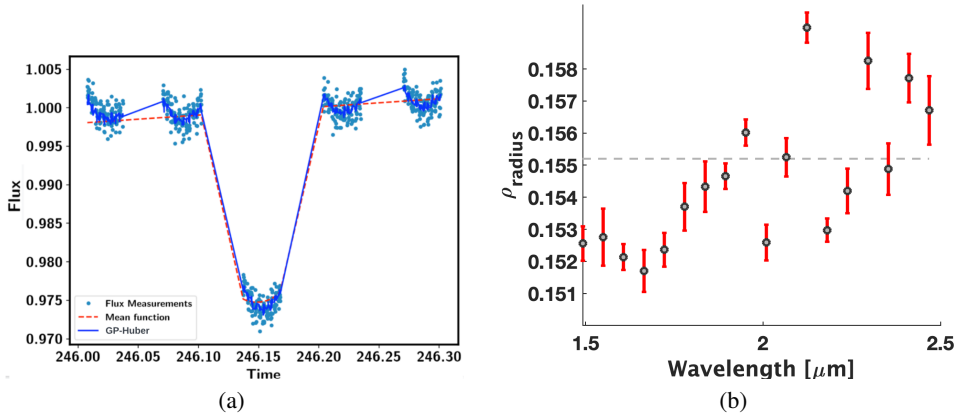 1.005
1.000
0.995
0.990
0.985
0.980
0.975
0.970
Flux
Flux Measurements
Mean function
GP-Huber
246.00 246.05 246.10 246.15 246.20 246.25 246.30
Time
(a)
0.158
0.157
0.156
0.155
0.154
0.153
0.152
0.151
ρradius
1.5 2 2.5
Wavelength [μm]
(b)